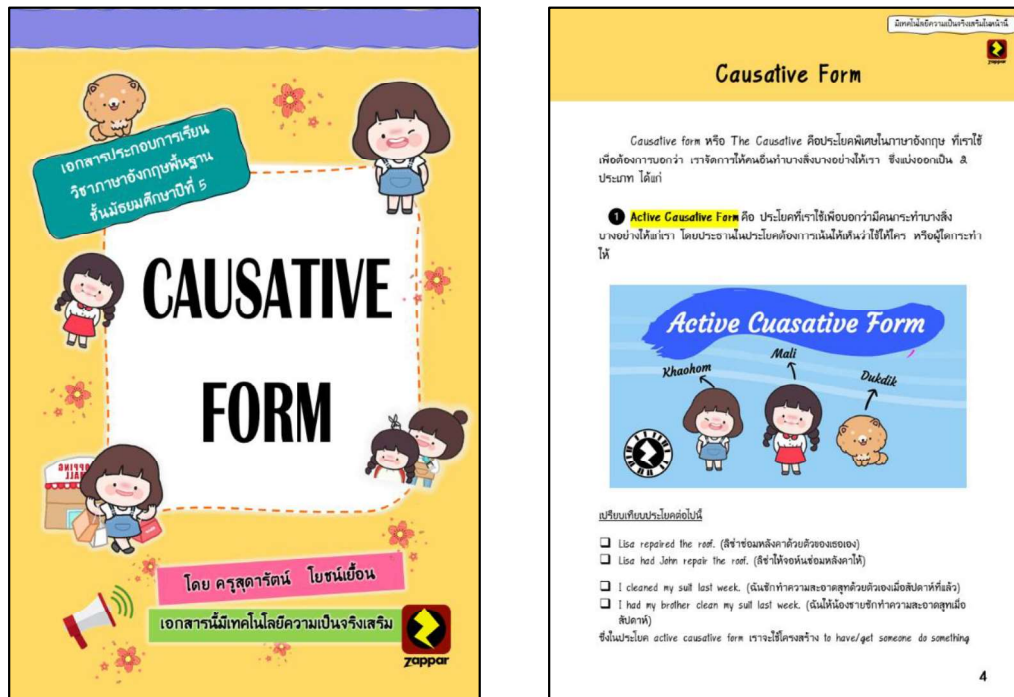 เอกสารประกอบการเรียน
วิชาภาษาอังกฤษพื้นฐาน
ชั้นมัธยมศึกษาปีที่ 5
CAUSATIVE
FORM
SHOPPING
MALL
โดย ครูสุดารัตน์ โยชน์เยื้อน
เอกสารนี้มีเทคโนโลยีความเป็นจริงเสริม
zappar
มีเทคโนโลยีความเป็นจริงเสริมในหน้านี้
zappar
Causative Form
Causative form หรือ The Causative คือประโยคพิเศษในภาษาอังกฤษ ที่เราใช้
เพื่อต้องการบอกว่า เราจัดการให้คนอื่นทำบางสิ่งบางอย่างให้เรา ซึ่งแบ่งออกเป็น 2
ประเภท ได้แก่
1 Active Causative Form คือ ประโยคที่เราใช้เพื่อบอกว่ามีคนกระทำบางสิ่ง
บางอย่างให้แก่เรา โดยประธานในประโยคต้องการเน้นให้เห็นว่าใช้ให้ใคร หรือผู้ใดกระทำ
ให้
Active Cuasative Form
Khaohom
Mali
Dukdik
เปรียบเทียบประโยคต่อไปนี้
Lisa repaired the roof. (ลิซ่าซ่อมหลังคาด้วยตัวของเธอเอง)
Lisa had John repair the roof. (ลิซ่าให้จอห์นซ่อมหลังคาให้)
I cleaned my suit last week. (ฉันซักทำความสะอาดสูทด้วยตัวเองเมื่อสัปดาห์ที่แล้ว)
I had my brother clean my suit last week. (ฉันให้น้องชายซักทำความสะอาดสูทเมื่อ
สัปดาห์)
ซึ่งในประโยค active causative form เราจะใช้โครงสร้าง to have/get someone do something
4